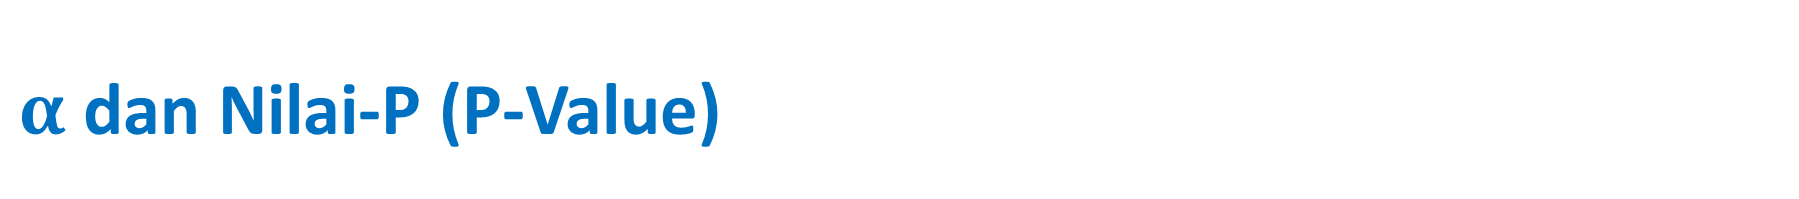 α dan Nilai-P (P-Value)